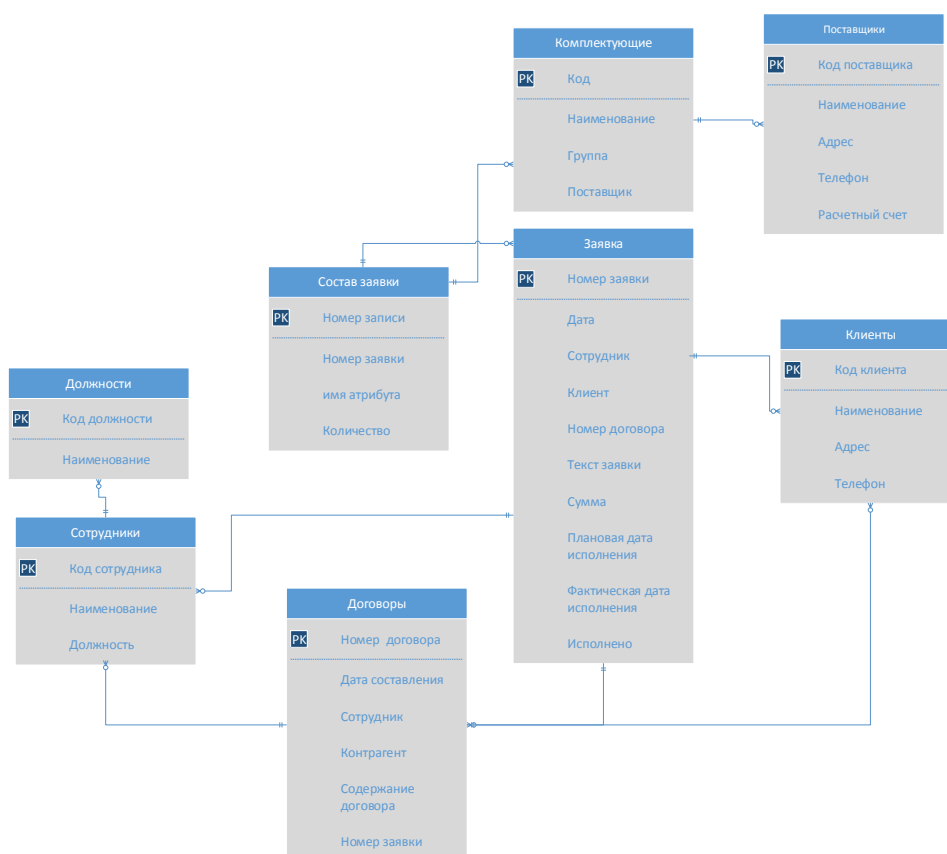 Комплектующие
PK Код
Наименование
Группа
Поставщик
Поставщики
PK Код поставщика
Наименование
Адрес
Телефон
Расчетный счет
Заявка
PK Номер заявки
Дата
Сотрудник
Клиент
Номер договора
Текст заявки
Сумма
Плановая дата
исполнения
Фактическая дата
исполнения
Исполнено
Состав заявки
PK Номер записи
Номер заявки
имя атрибута
Количество
Клиенты
PK Код клиента
Наименование
Адрес
Телефон
Должности
PK Код должности
Наименование
Сотрудники
PK Код сотрудника
Наименование
Должность
Договоры
PK Номер договора
Дата составления
Сотрудник
Контрагент
Содержание
договора
Номер заявки